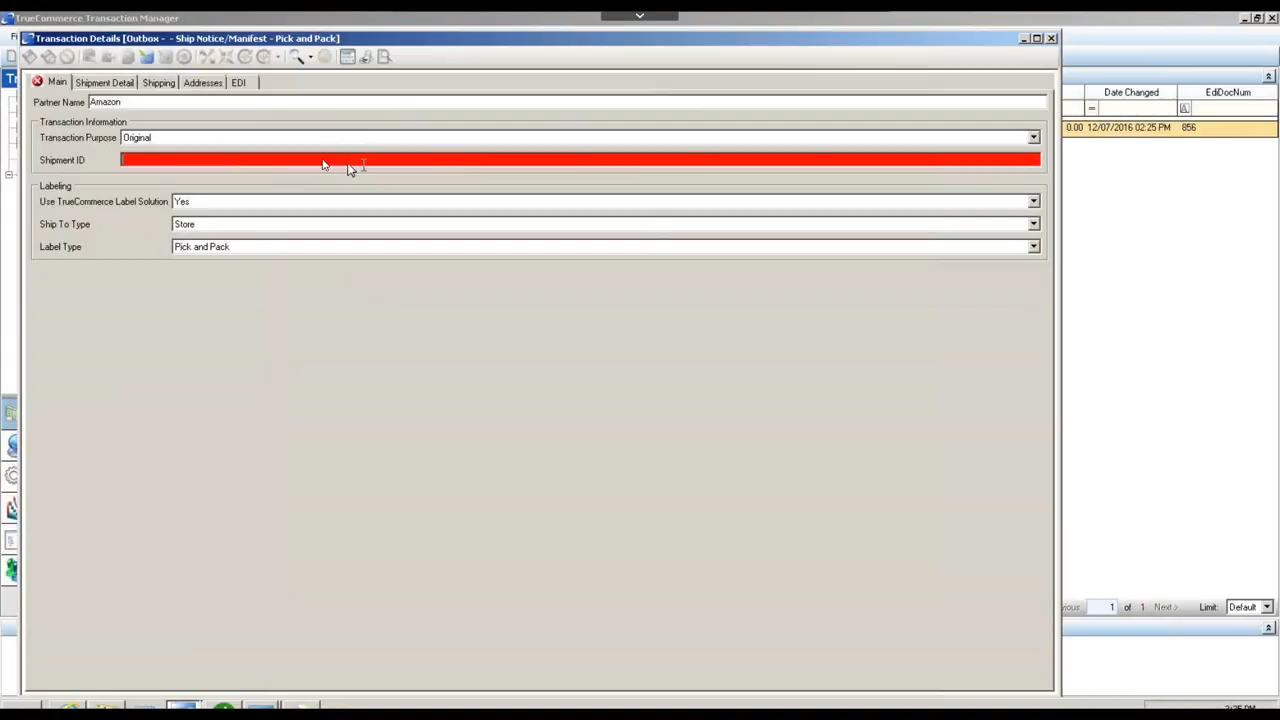 TrueCommerce Transaction Manager
Fi
Transaction Details [Outbox - - Ship Notice/Manifest - Pick and Pack]
Tr
Main Shipment Detail Shipping Addresses EDI
Date Changed EdiDocNum
Partner Name Amazon
= A
Transaction Information
0.00 12/07/2016 02:25 PM 856
Transaction Purpose Original
Shipment ID
Labeling
Use TrueCommerce Label Solution Yes
Ship To Type Store
Label Type Pick and Pack
1 of 1 Next > Limit: Default